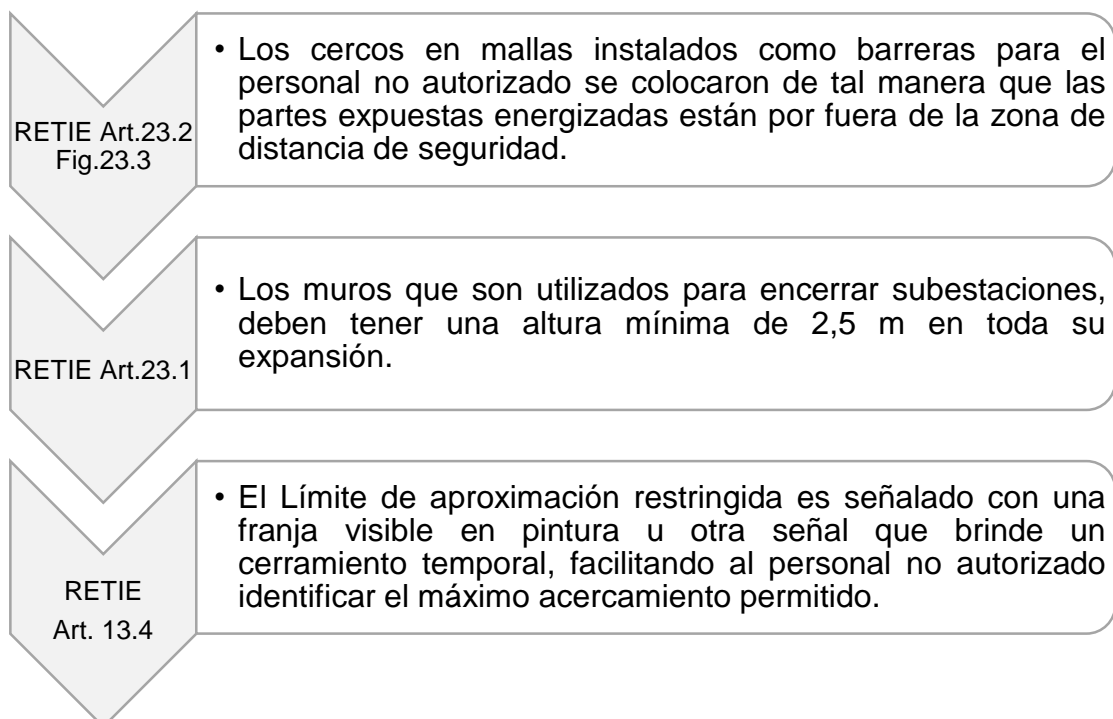 RETIE Art.23.2
Fig.23.3
• Los cercos en mallas instalados como barreras para el
personal no autorizado se colocaron de tal manera que las
partes expuestas energizadas están por fuera de la zona de
distancia de seguridad.
RETIE Art.23.1
• Los muros que son utilizados para encerrar subestaciones,
deben tener una altura mínima de 2,5 m en toda su
expansión.
RETIE
Art. 13.4
• El Límite de aproximación restringida es señalado con una
franja visible en pintura u otra señal que brinde un
cerramiento temporal, facilitando al personal no autorizado
identificar el máximo acercamiento permitido.